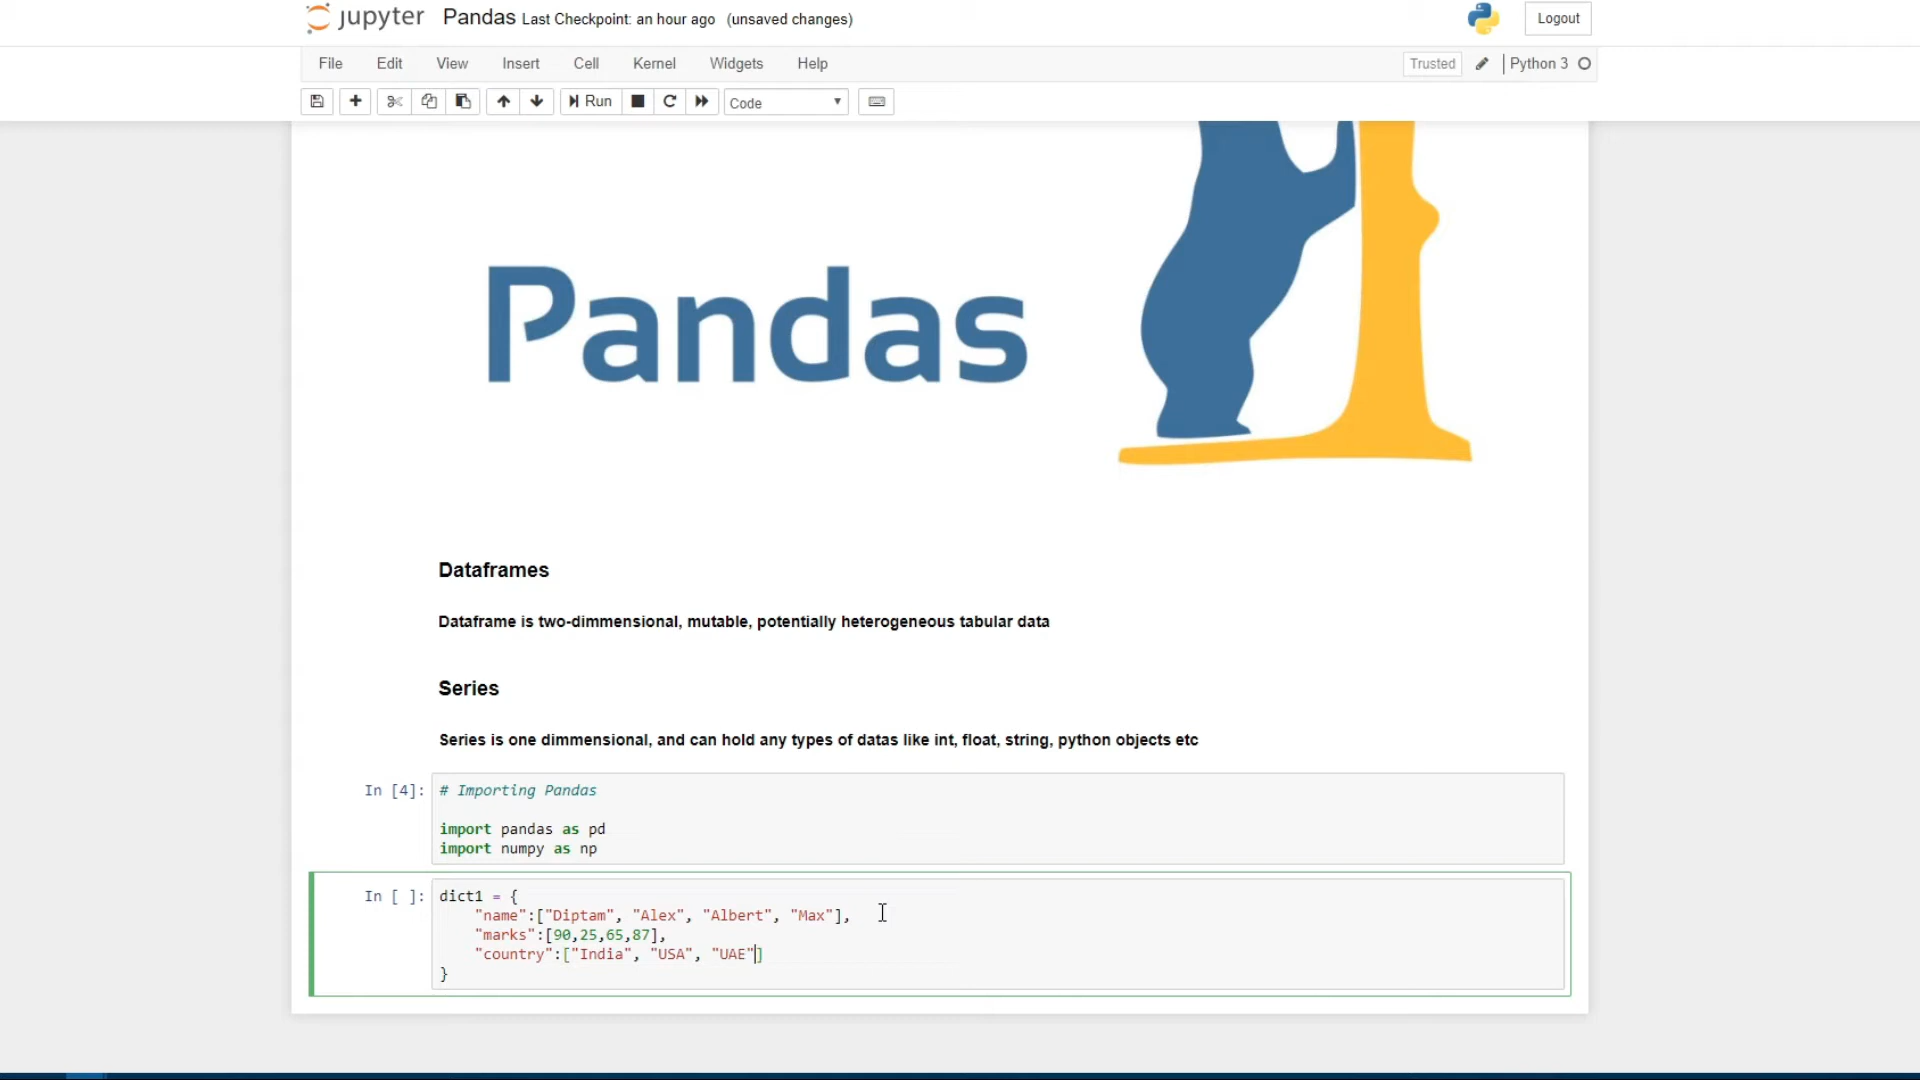 jupyter Pandas Last Checkpoint: an hour ago (unsaved changes) Logout
File Edit View Insert Cell Kernel Widgets Help Trusted Python 3
Run Code
Pandas
Dataframes
Dataframe is two-dimmensional, mutable, potentially heterogeneous tabular data
Series
Series is one dimmensional, and can hold any types of datas like int, float, string, python objects etc
In [4]: # Importing Pandas
import pandas as pd
import numpy as np
In [ ]: dict1 = {
"name":["Diptam", "Alex", "Albert", "Max"],
"marks":[90,25,65,87],
"country":["India", "USA", "UAE"]
}